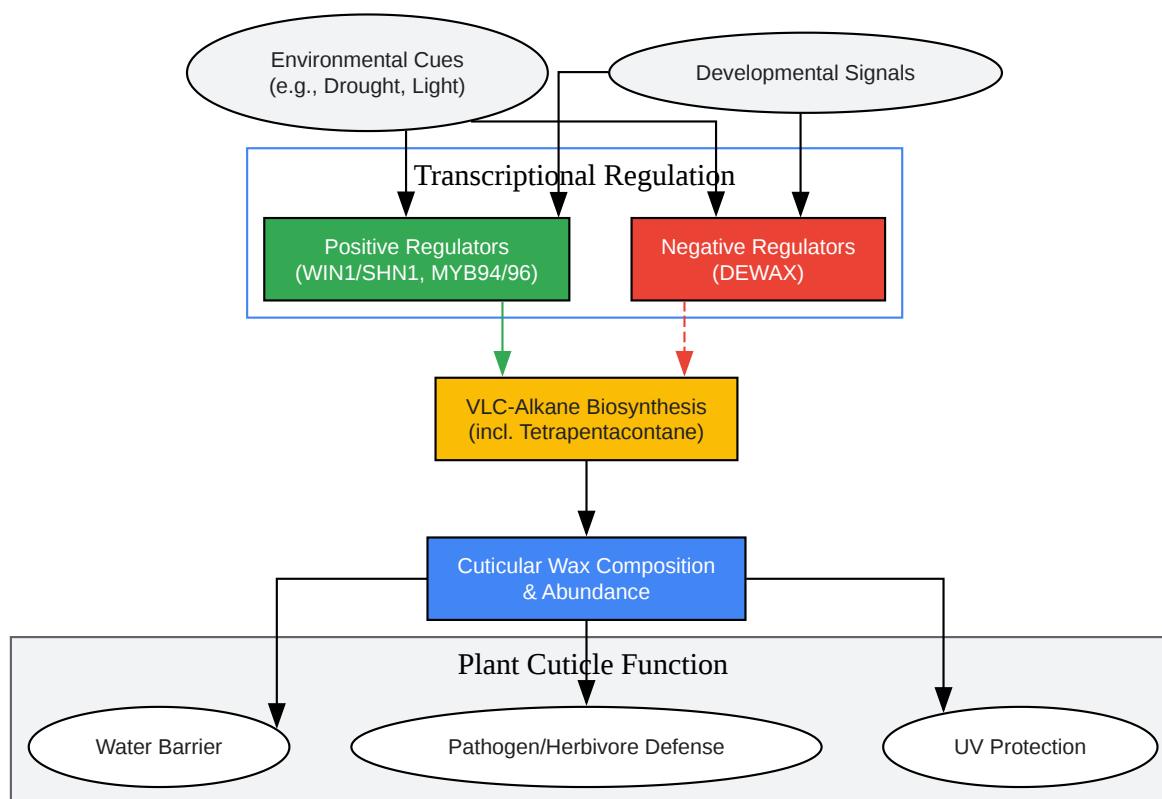 Environmental Cues
(e.g., Drought, Light)
Developmental Signals
Transcriptional Regulation
Positive Regulators
(WIN1/SHN1, MYB94/96)
Negative Regulators
(DEWAX)
VLC-Alkane Biosynthesis
(incl. Tetrapentacontane)
Cuticular Wax Composition
& Abundance
Plant Cuticle Function
Water Barrier
Pathogen/Herbivore Defense
UV Protection